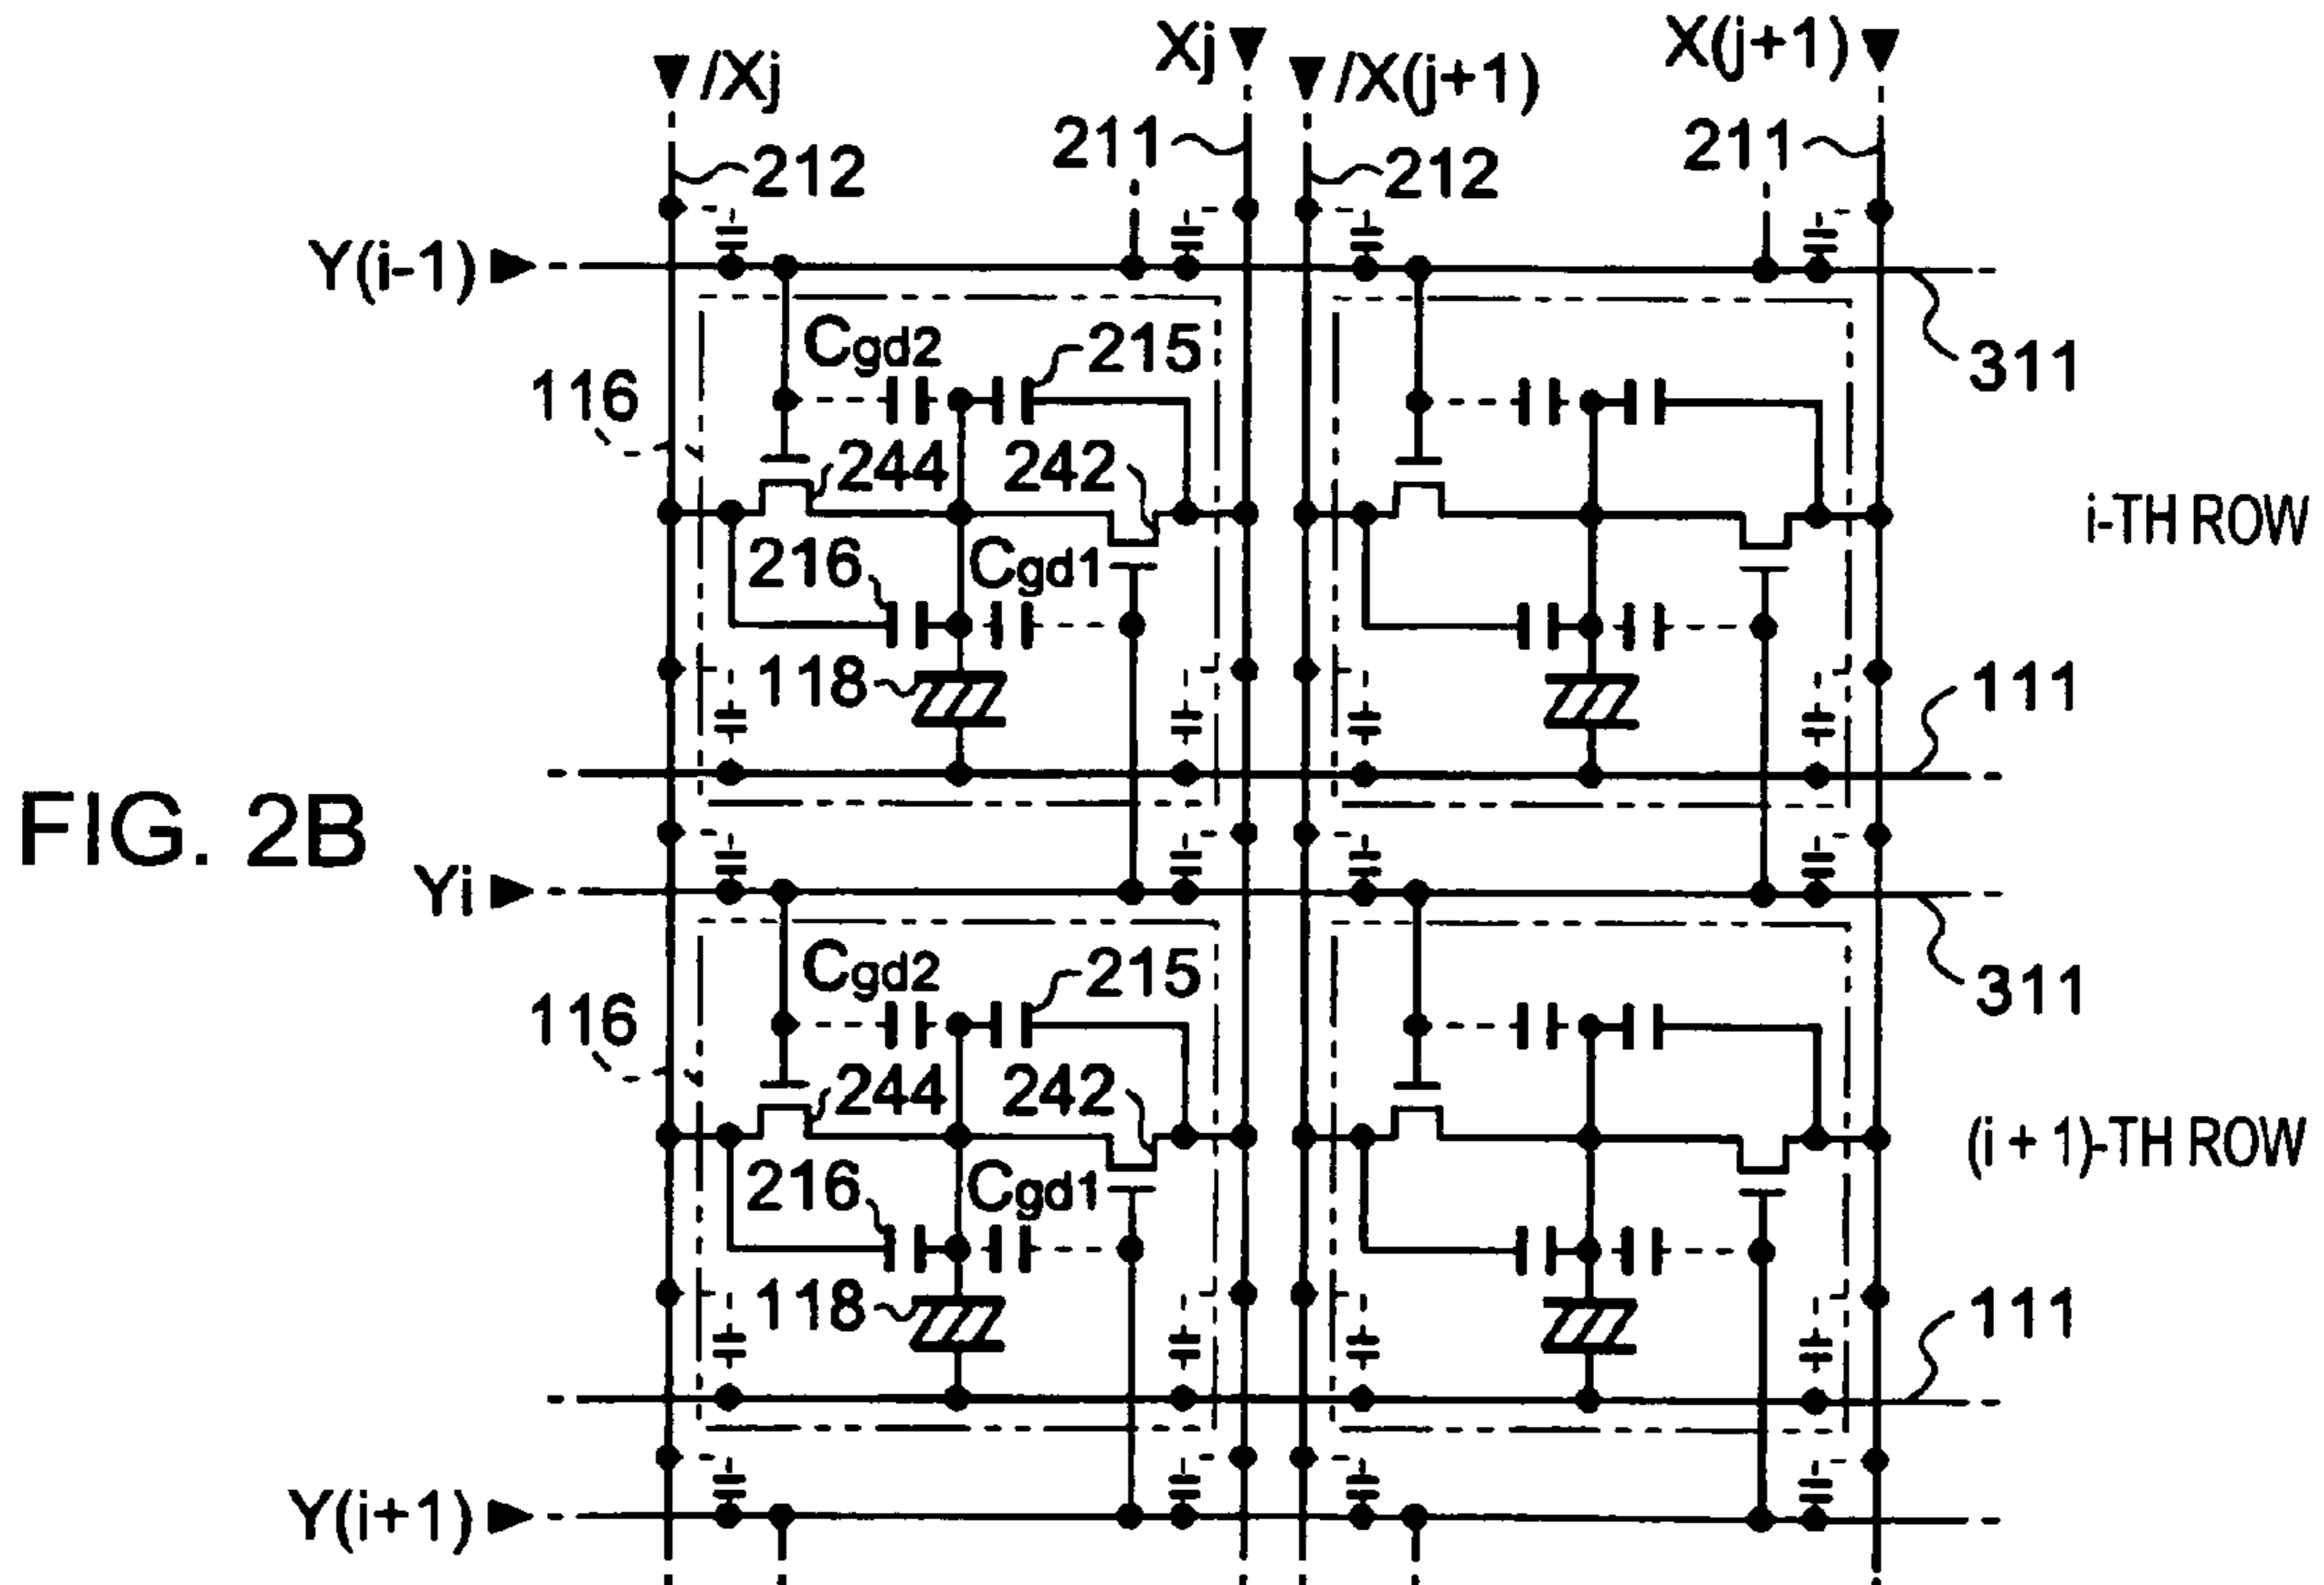 /Xj
Xj
/X(j+1)
X(j+1)
212
211
212
211
Y(i-1)
311
Cgd2
215
116
244
242
i-TH ROW
216
Cgd1
118
111
FIG. 2B
Yi
311
Cgd2
215
116
244
242
(i + 1)-TH ROW
216
Cgd1
118
111
Y(i+1)